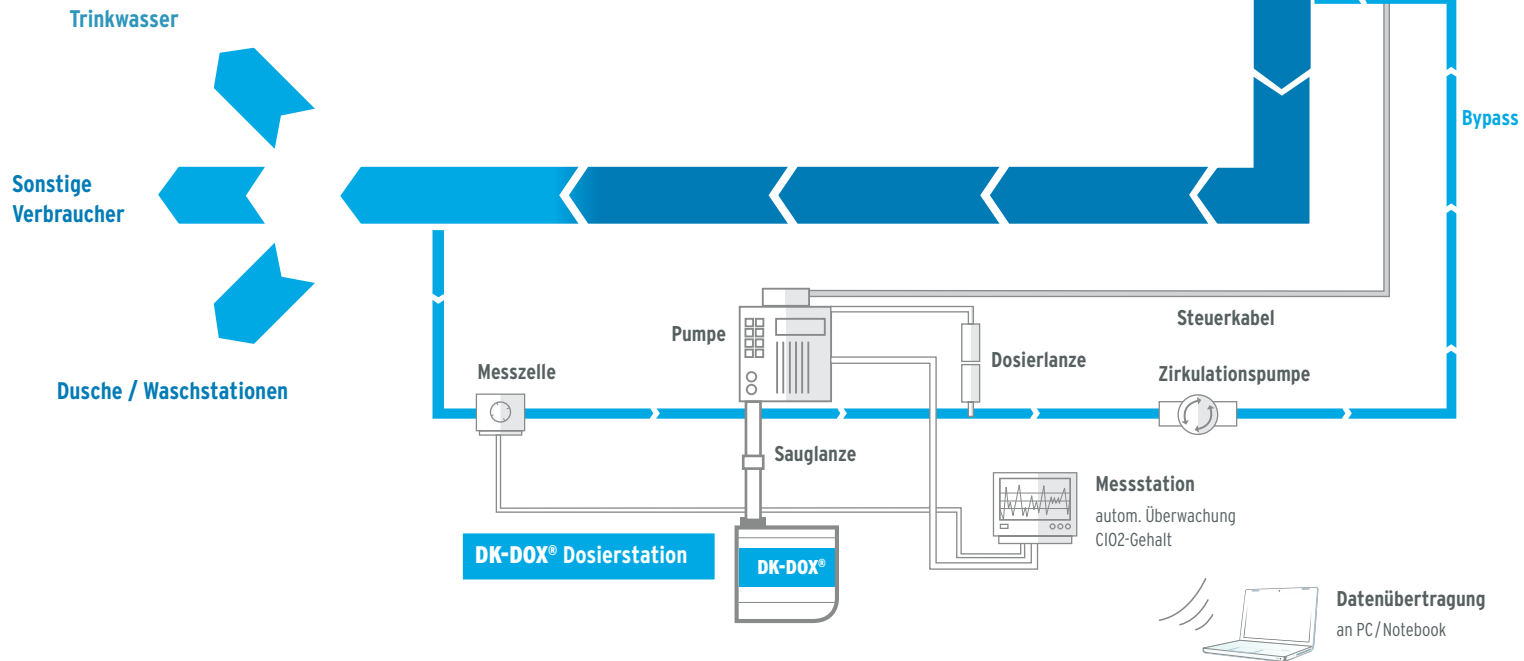 Trinkwasser
Bypass
Sonstige
Verbraucher
Steuerkabel
Pumpe
Dosierlanze
Messzelle
Zirkulationspumpe
Dusche / Waschstationen
Sauglanze
Messstation
autom. Überwachung
ClO2-Gehalt
DK-DOX® Dosierstation
DK-DOX®
Datenübertragung
an PC/Notebook